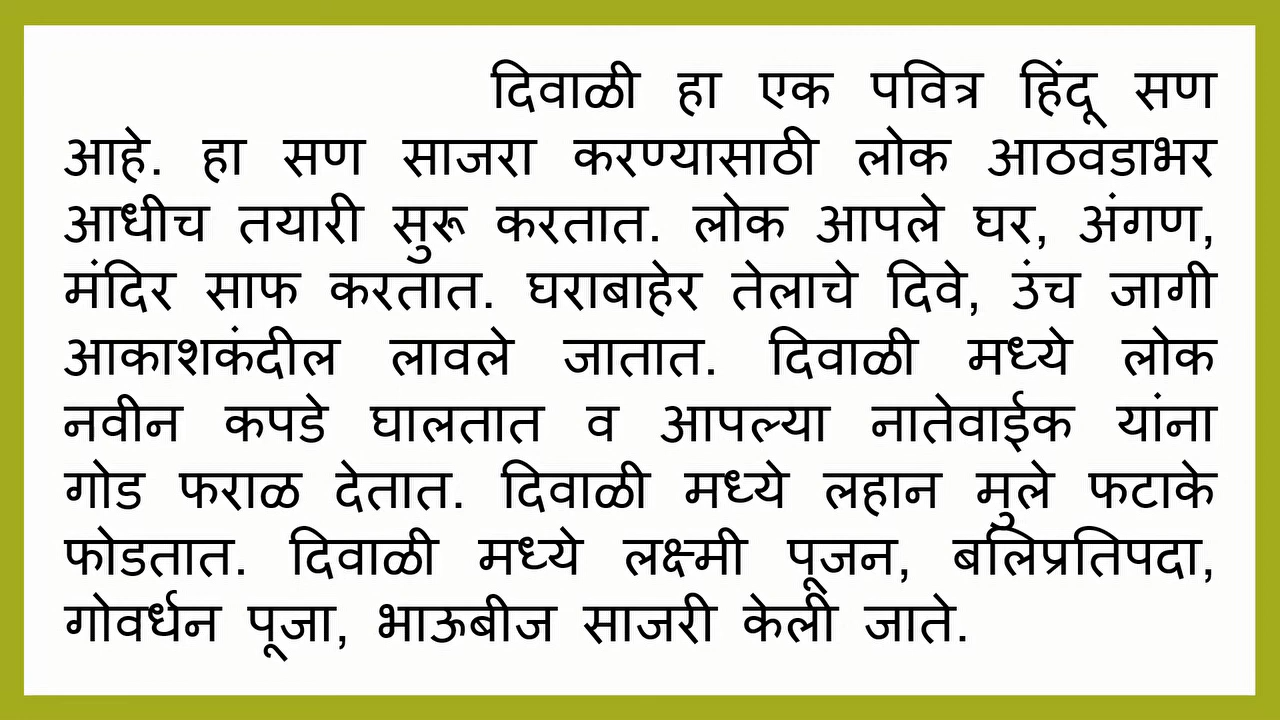 दिवाळी हा एक पवित्र हिंदू सण
आहे. हा सण साजरा करण्यासाठी लोक आठवडाभर
आधीच तयारी सुरू करतात. लोक आपले घर, अंगण,
मंदिर साफ करतात. घराबाहेर तेलाचे दिवे, उंच जागी
आकाशकंदील लावले जातात. दिवाळी मध्ये लोक
नवीन कपडे घालतात व आपल्या नातेवाईक यांना
गोड फराळ देतात. दिवाळी मध्ये लहान मुले फटाके
फोडतात. दिवाळी मध्ये लक्ष्मी पूजन, बलिप्रतिपदा,
गोवर्धन पूजा, भाऊबीज साजरी केली जाते.